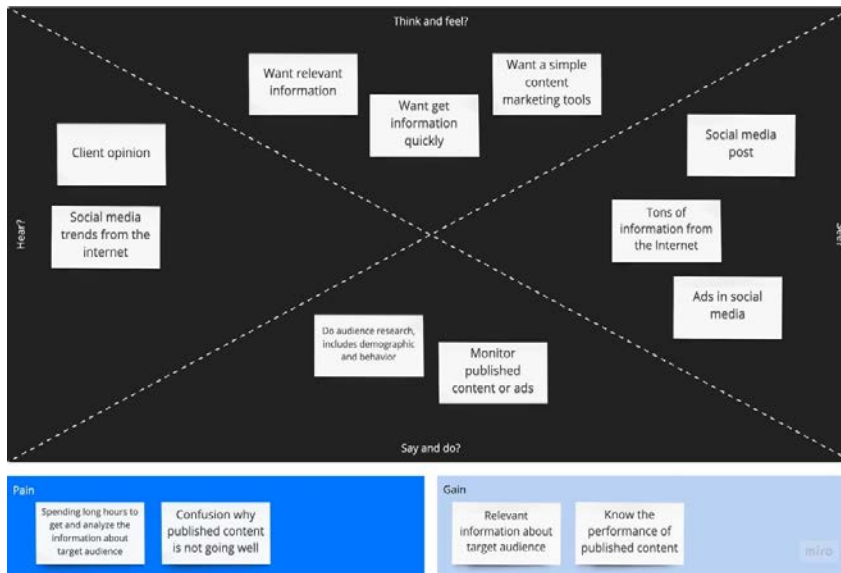 Think and feel?
Want relevant
information
Want get
information
quickly
Want a simple
content
marketing tools
Client opinion
Social media
trends from the
internet
Hear?
Social media
post
Tons of
information from
the Internet
Ads in social
media
See?
Do audience research,
includes demographic
and behavior
Monitor
published
content or ads
Say and do?
Pain
Spending long hours to
get and analyze the
information about
target audience
Confusion why
published content
is not going well
Gain
Relevant
information about
target audience
Know the
performance of
published content
miro